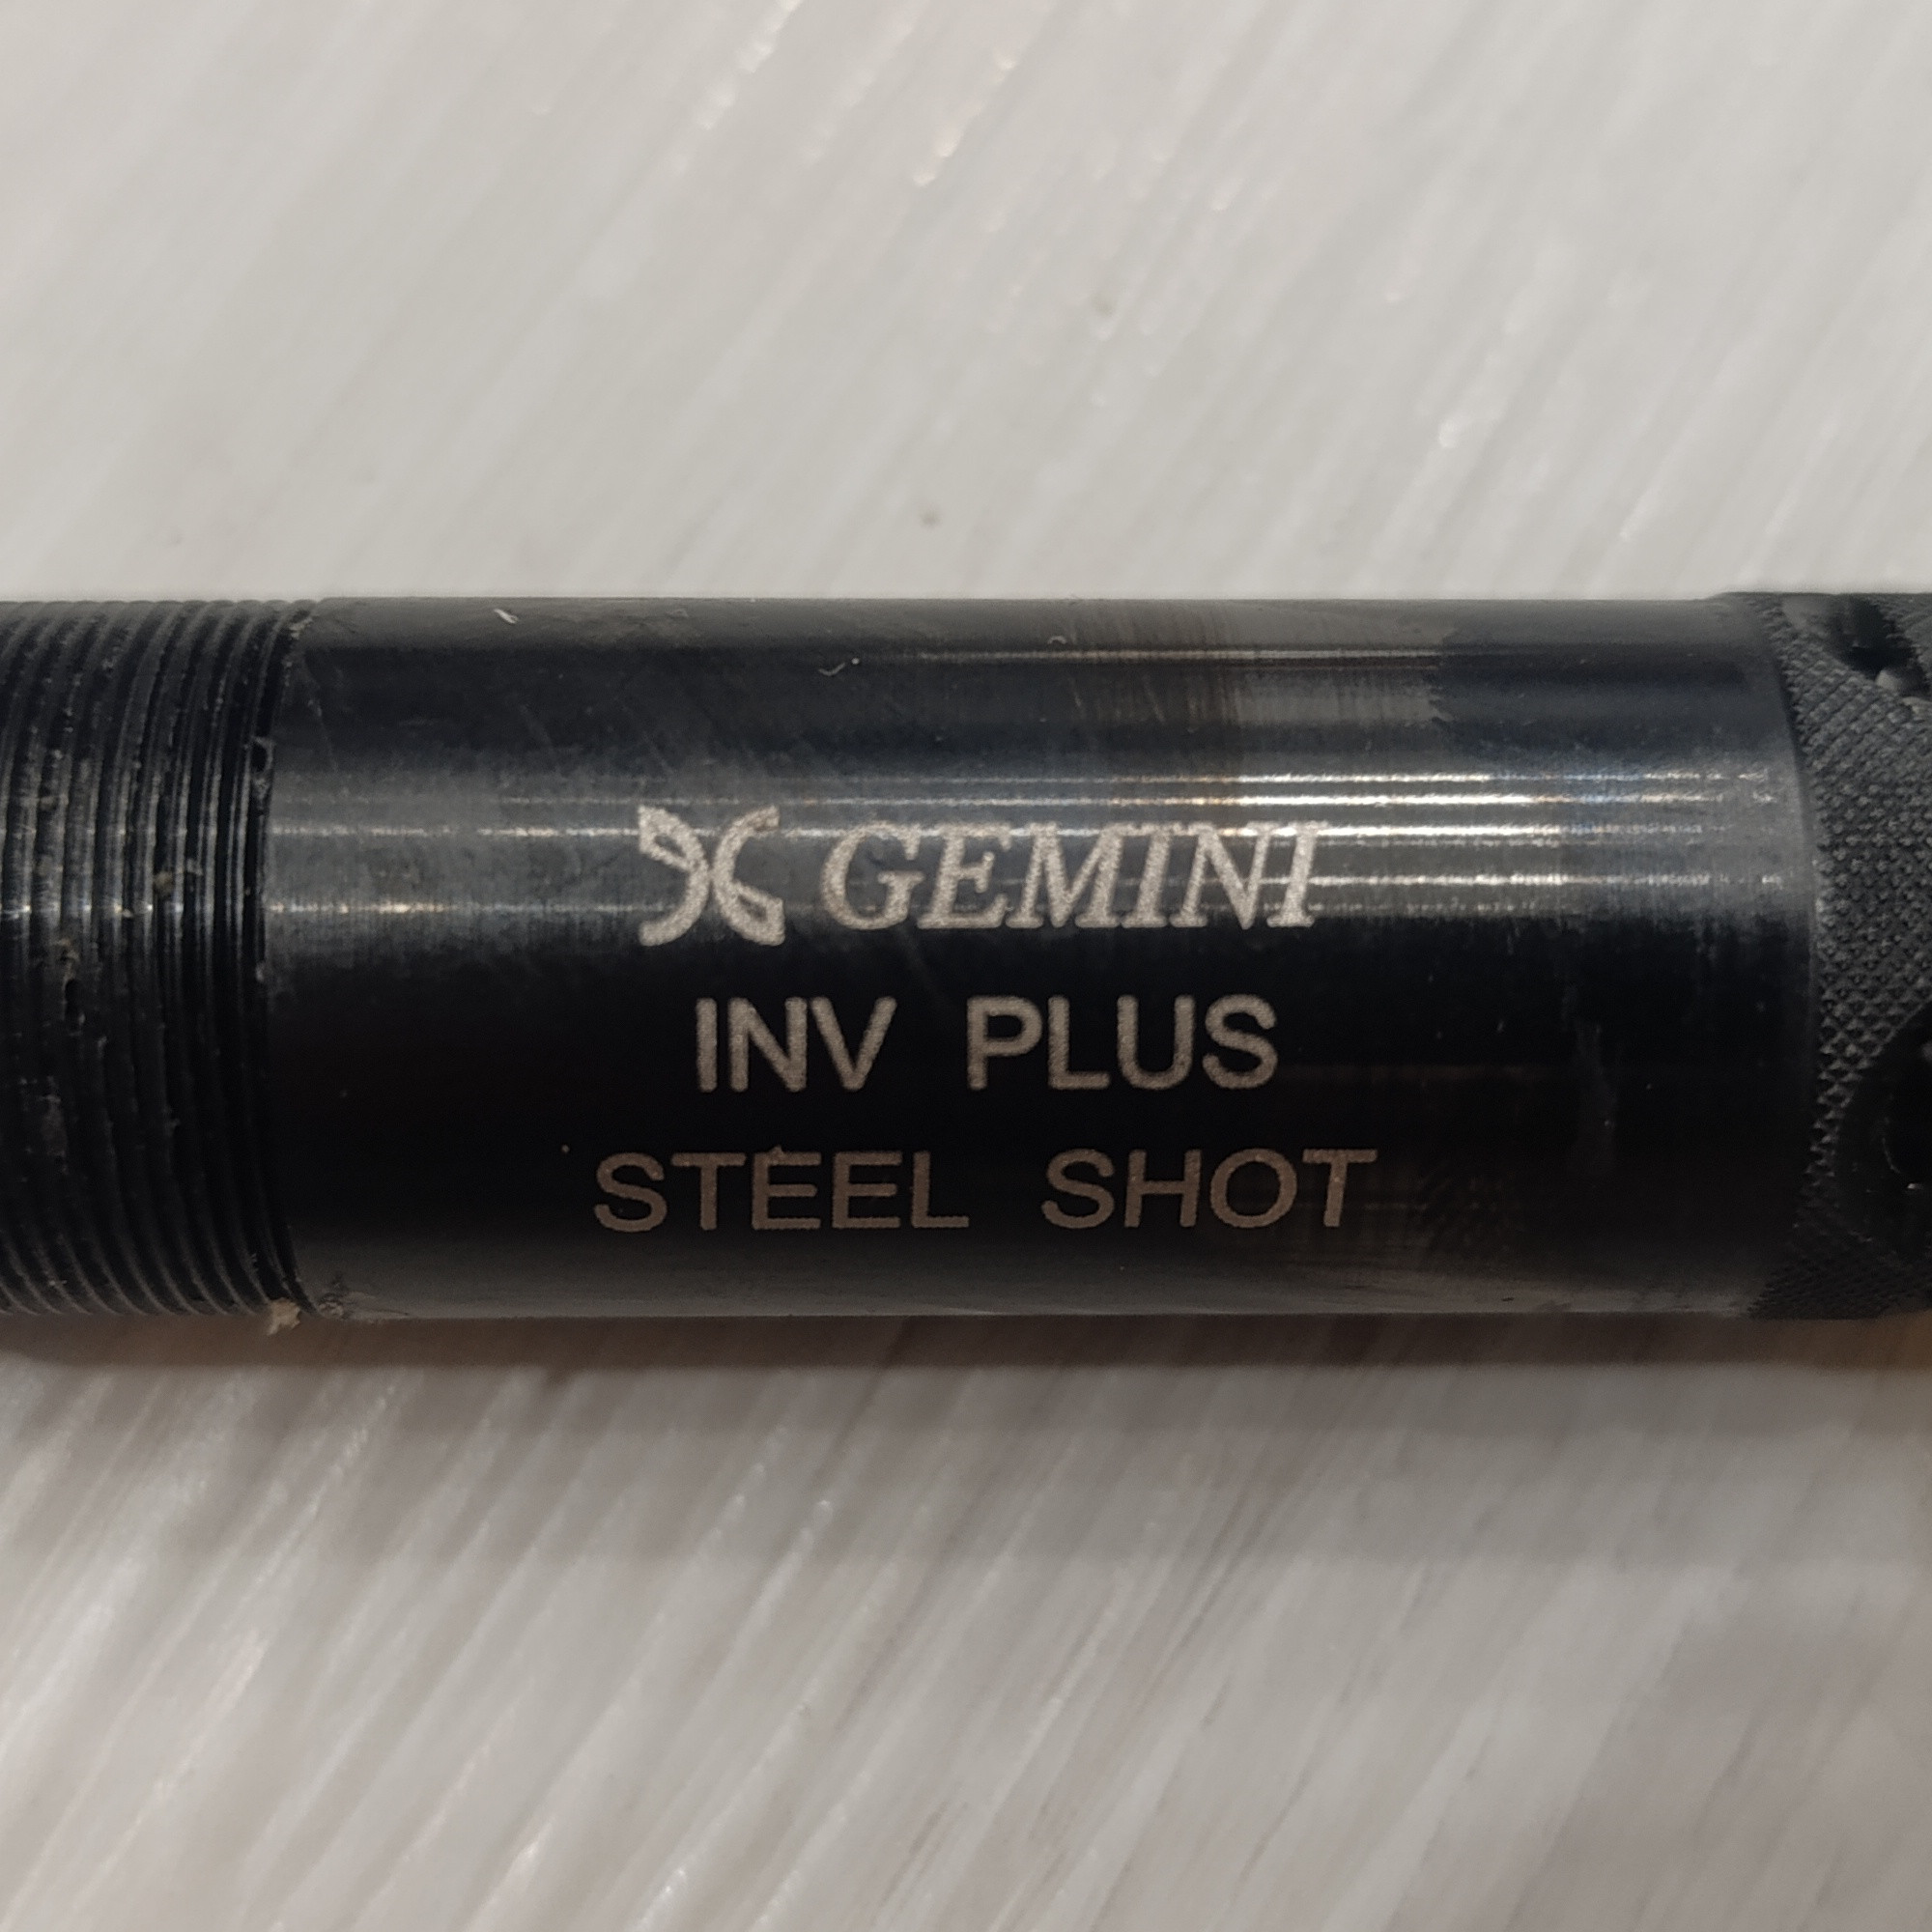 GEMINI
INV PLUS
STEEL SHOT